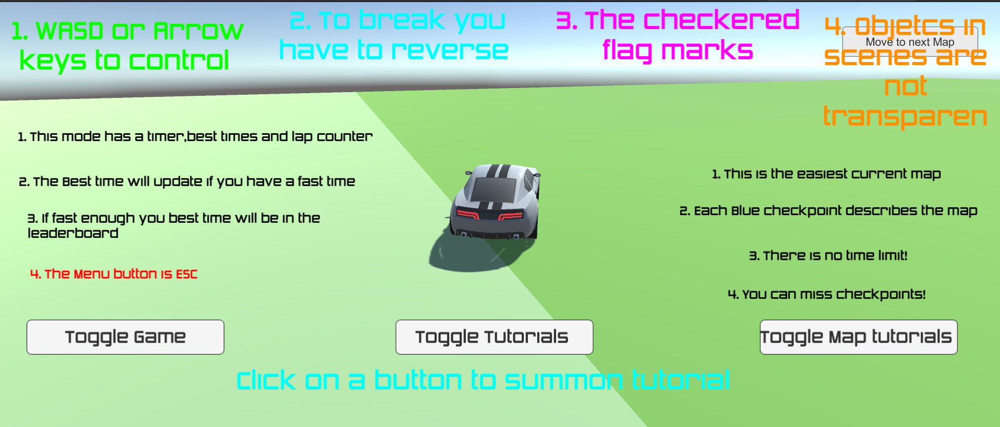 1. WASD or Arrow
keys to control
2. To break you
have to reverse
3. The checkered
flag marks
4. Objetcs in
scenes are
not
transparen
Move to next Map
1. This mode has a timer,best times and lap counter
2. The Best time will update if you have a fast time
3. If fast enough you best time will be in the
leaderboard
4. The Menu button is ESC
1. This is the easiest current map
2. Each Blue checkpoint describes the map
3. There is no time limit!
4. You can miss checkpoints!
Toggle Game
Toggle Tutorials
Toggle Map tutorials
Click on a button to summon tutorial